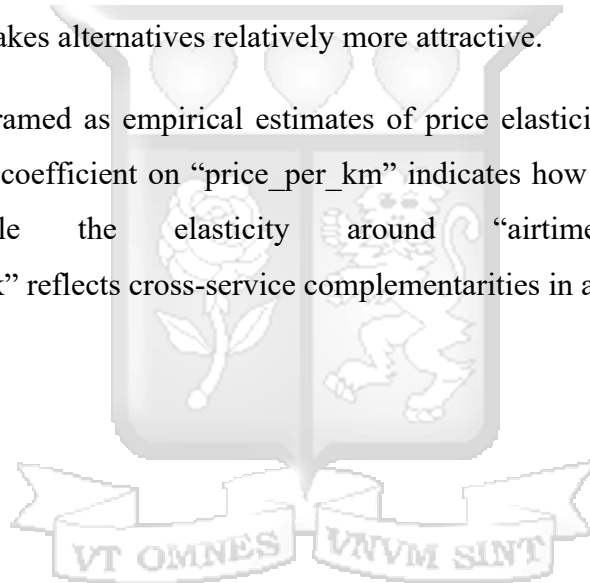 akes alternatives relatively more attractive.
ramed as empirical estimates of price elastici
coefficient on “price_per_km” indicates how
le the elasticity around “airtime
” reflects cross-service complementarities in a
VT OMNES VNVM SINT